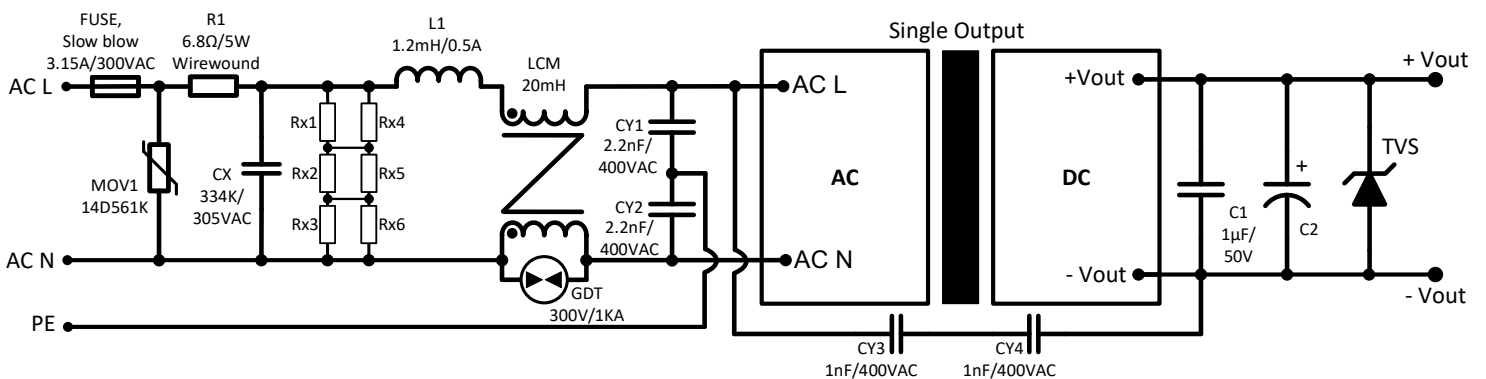 FUSE,
Slow blow
3.15A/300VAC
R1
6.8Ω/5W
Wirewound
L1
1.2mH/0.5A
LCM
20mH
Single Output
AC L
AC L
+Vout
+ Vout
Rx1
Rx4
CY1
2.2nF/
400VAC
TVS
MOV1
14D561K
CX
334K/
305VAC
Rx2
Rx5
AC
DC
+
Rx3
Rx6
CY2
2.2nF/
400VAC
C1
1µF/
50V
C2
AC N
AC N
- Vout
- Vout
GDT
300V/1KA
PE
CY3
1nF/400VAC
CY4
1nF/400VAC